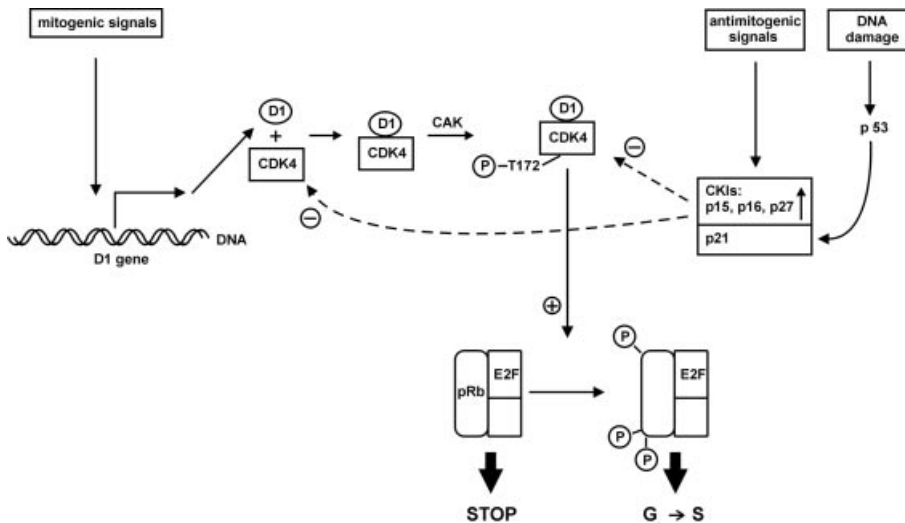 mitogenic signals
antimitogenic
signals
DNA
damage
D1
+
CDK4
D1
CDK4
CAK
D1
CDK4
P
T172
−
p 53
CKIs:
p15, p16, p27
p21
−
DNA
D1 gene
+
pRb
E2F
P
E2F
P
P
STOP
G → S